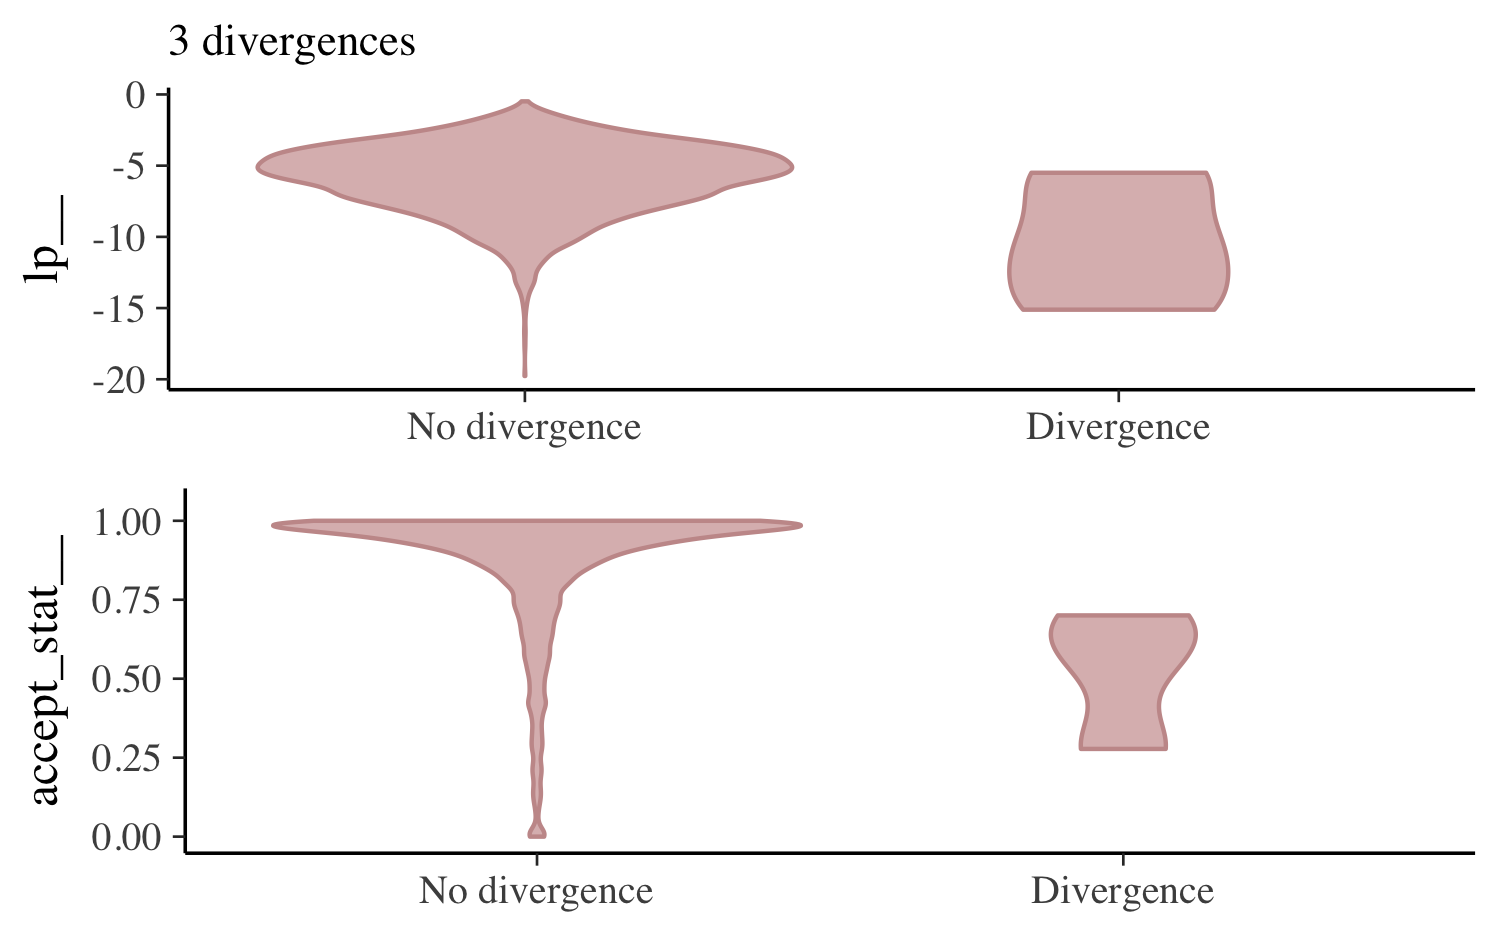 3 divergences
0
-5
-10
-15
-20
lp__
No divergence Divergence
1.00
0.75
0.50
0.25
0.00
accept_stat__
No divergence Divergence